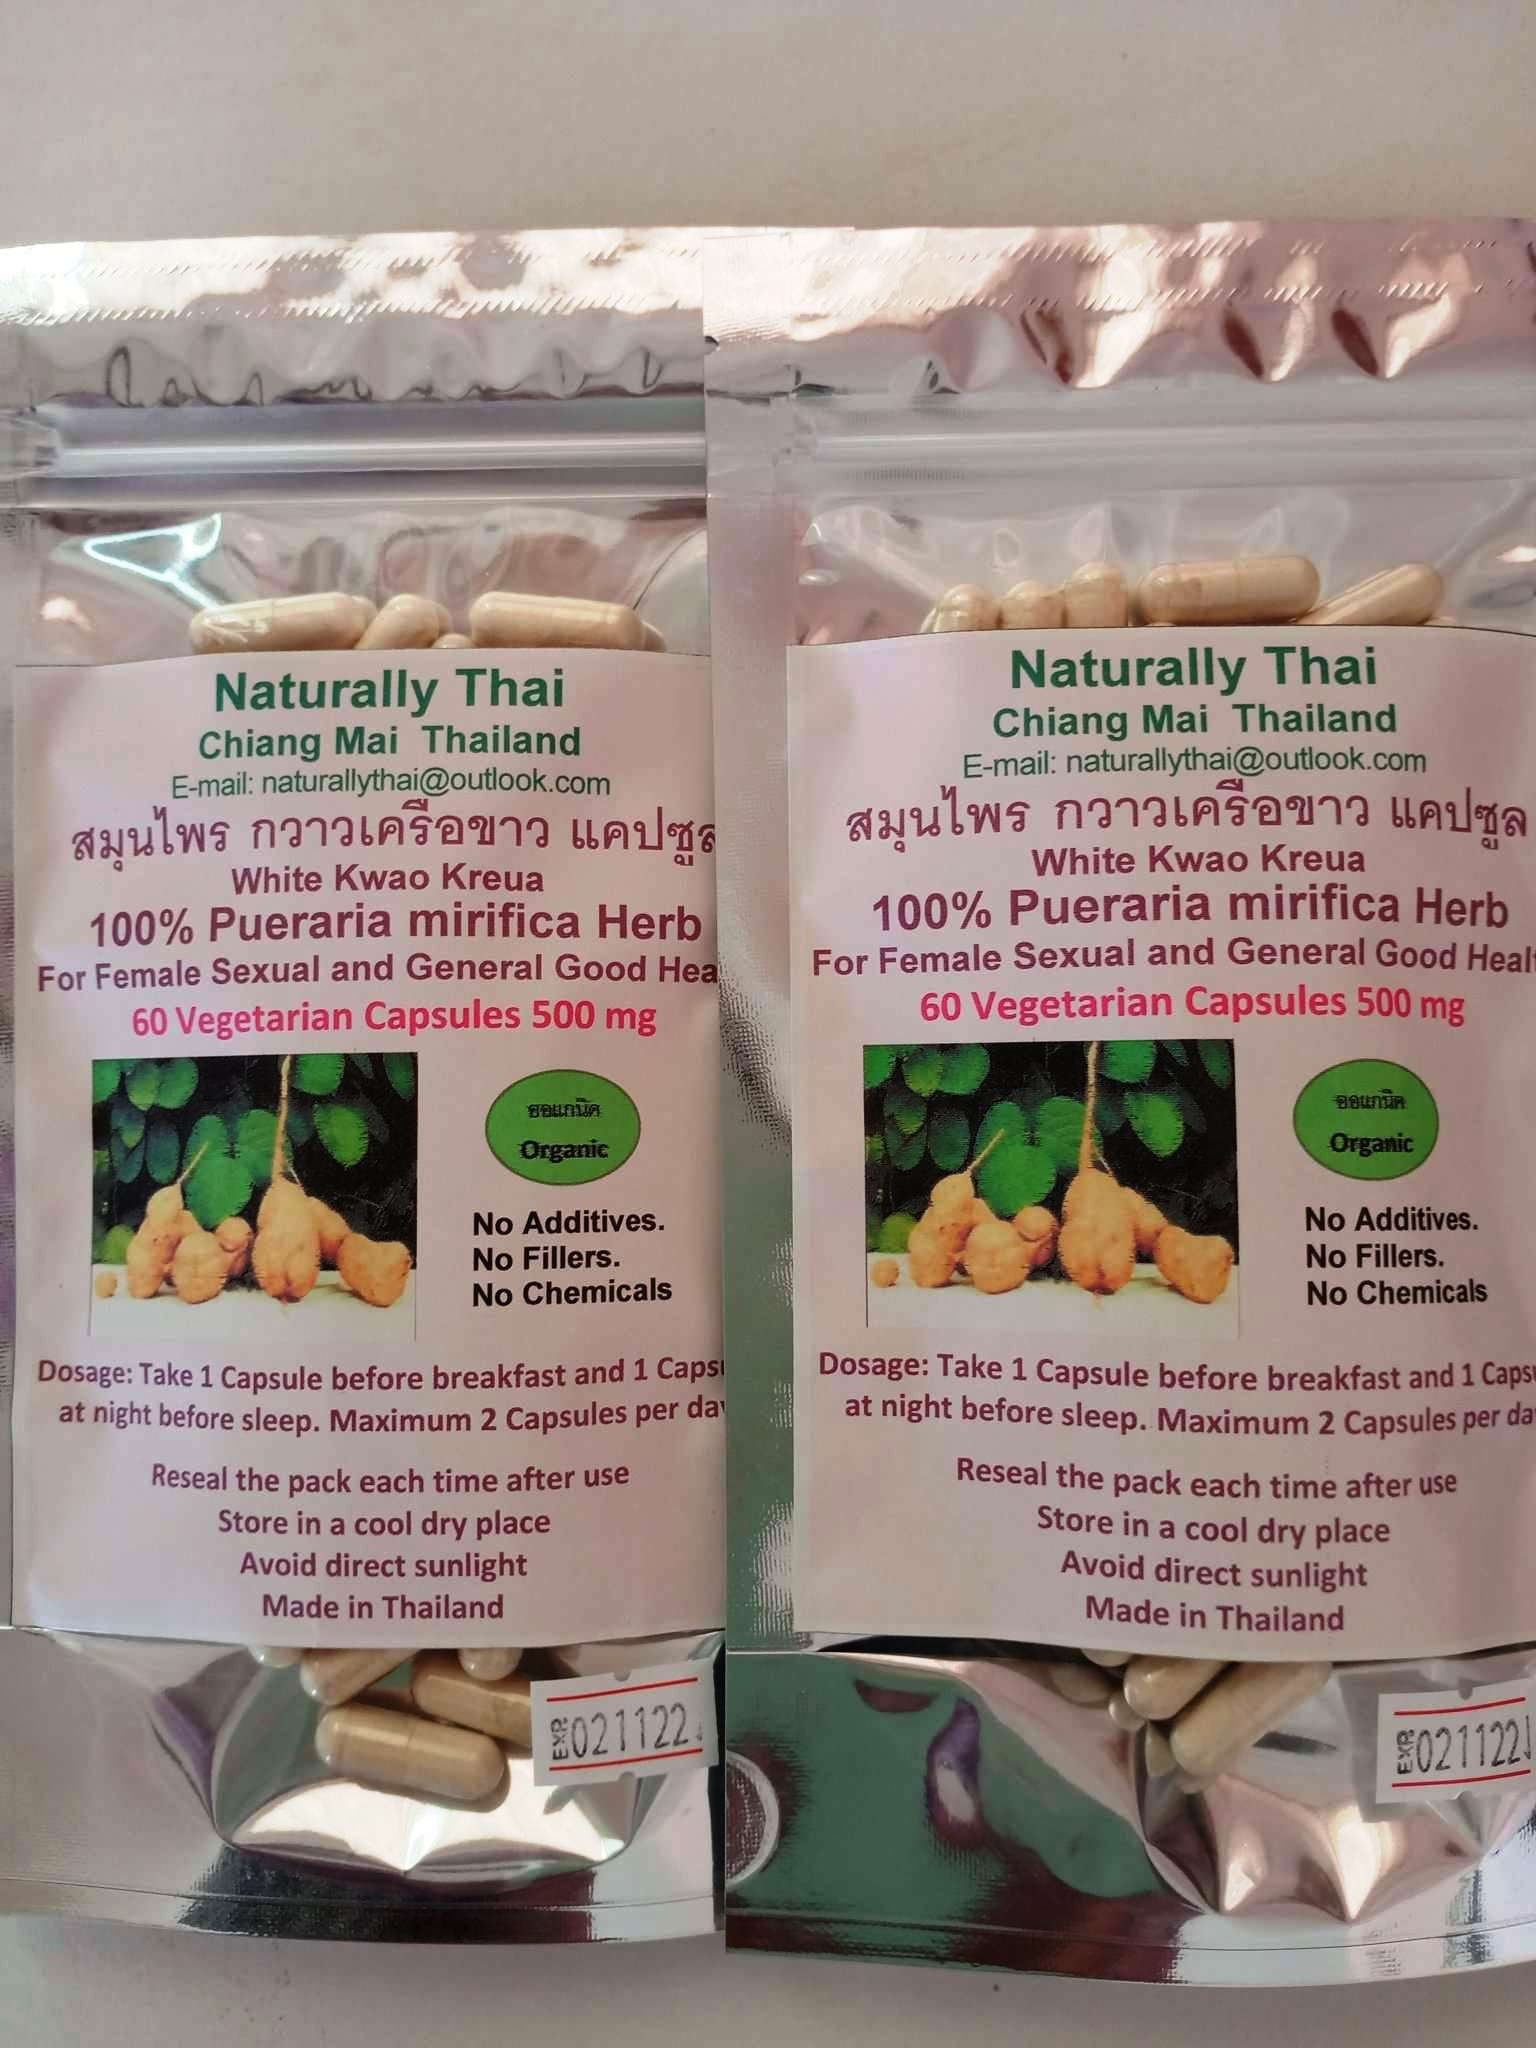 Naturally Thai
Chiang Mai Thailand
E-mail: naturallythai@outlook.com
สมุนไพร กวาวเครือขาว แคปซูล
White Kwao Kreua
100% Pueraria mirifica Herb
For Female Sexual and General Good Hea
60 Vegetarian Capsules 500 mg
ออแกนิค
Organic
No Additives.
No Fillers.
No Chemicals
Dosage: Take 1 Capsule before breakfast and 1 Capsu
at night before sleep. Maximum 2 Capsules per day
Reseal the pack each time after use
Store in a cool dry place
Avoid direct sunlight
Made in Thailand
EXP. 021122
Naturally Thai
Chiang Mai Thailand
E-mail: naturallythai@outlook.com
สมุนไพร กวาวเครือขาว แคปซูล
White Kwao Kreua
100% Pueraria mirifica Herb
For Female Sexual and General Good Healt
60 Vegetarian Capsules 500 mg
ออแกนิค
Organic
No Additives.
No Fillers.
No Chemicals
Dosage: Take 1 Capsule before breakfast and 1 Capsu
at night before sleep. Maximum 2 Capsules per da
Reseal the pack each time after use
Store in a cool dry place
Avoid direct sunlight
Made in Thailand
EXP. 021122